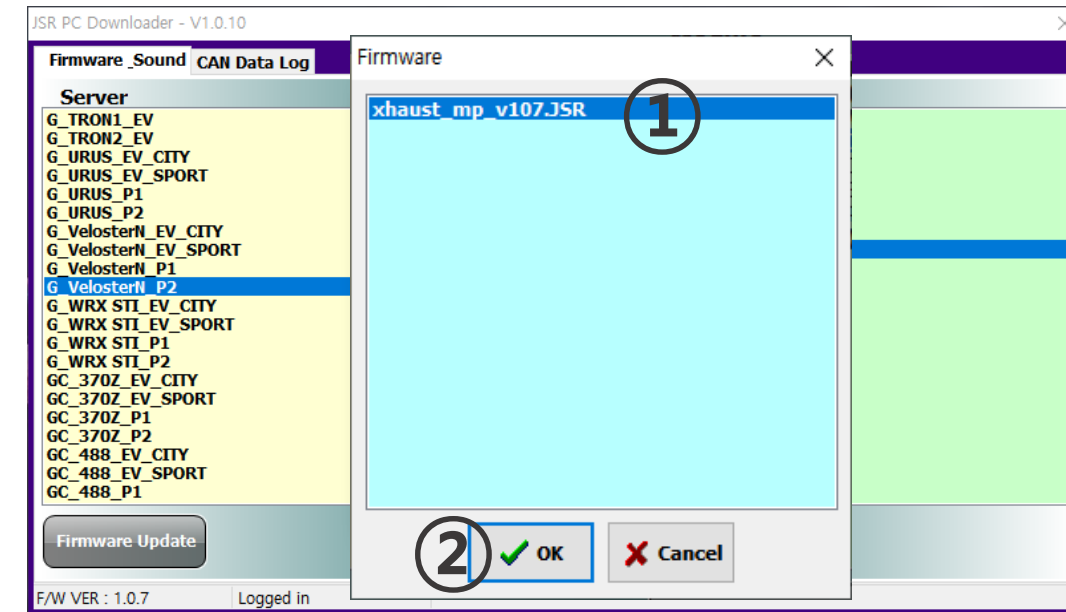 JSR PC Downloader - V1.0.10
Firmware _Sound
CAN Data Log
Server
G_TRON1_EV
G_TRON2_EV
G_URUS_EV_CITY
G_URUS_EV_SPORT
G_URUS_P1
G_URUS_P2
G_VelosterN_EV_CITY
G_VelosterN_EV_SPORT
G_VelosterN_P1
G_VelosterN_P2
G_WRX STI_EV_CITY
G_WRX STI_EV_SPORT
G_WRX STI_P1
G_WRX STI_P2
GC_370Z_EV_CITY
GC_370Z_EV_SPORT
GC_370Z_P1
GC_370Z_P2
GC_488_EV_CITY
GC_488_EV_SPORT
GC_488_P1
Firmware Update
F/W VER : 1.0.7
Logged in
Firmware
xhaust_mp_v107.JSR
①
②
OK
Cancel